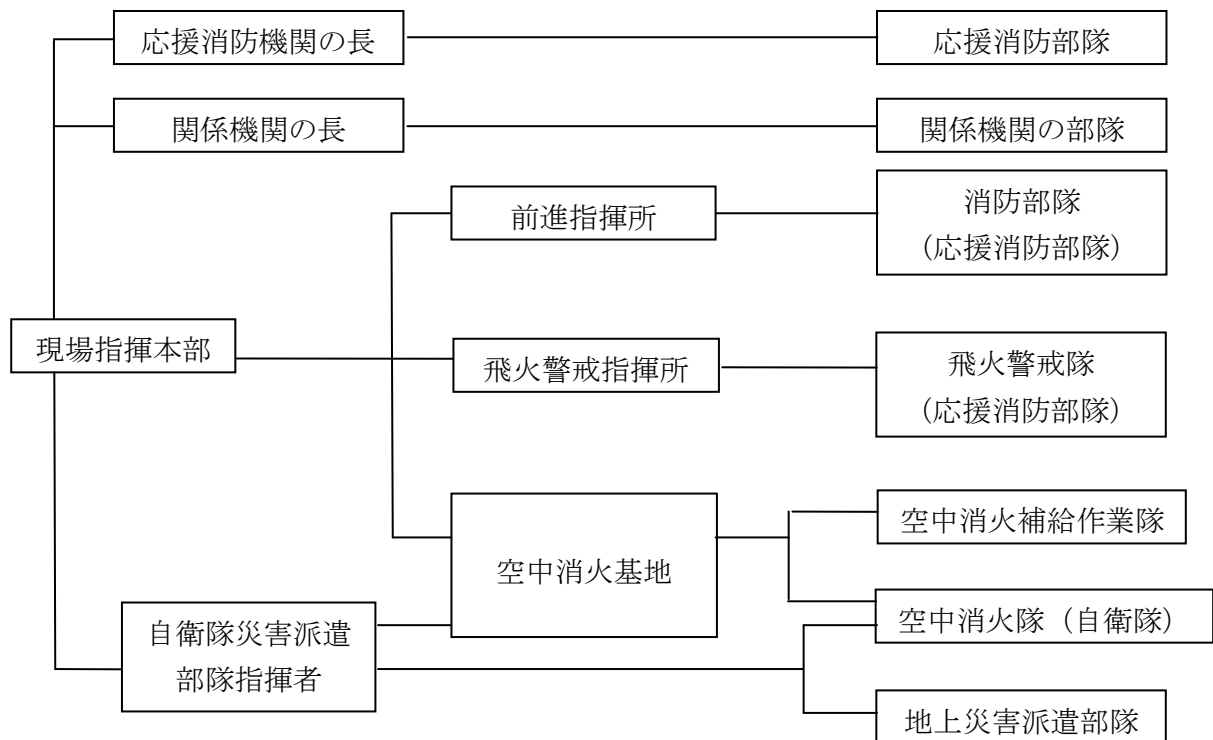 応援消防機関の長
応援消防部隊
関係機関の長
関係機関の部隊
前進指揮所
消防部隊
（応援消防部隊）
現場指揮本部
飛火警戒指揮所
飛火警戒隊
（応援消防部隊）
空中消火基地
空中消火補給作業隊
自衛隊災害派遣
部隊指揮者
空中消火隊（自衛隊）
地上災害派遣部隊